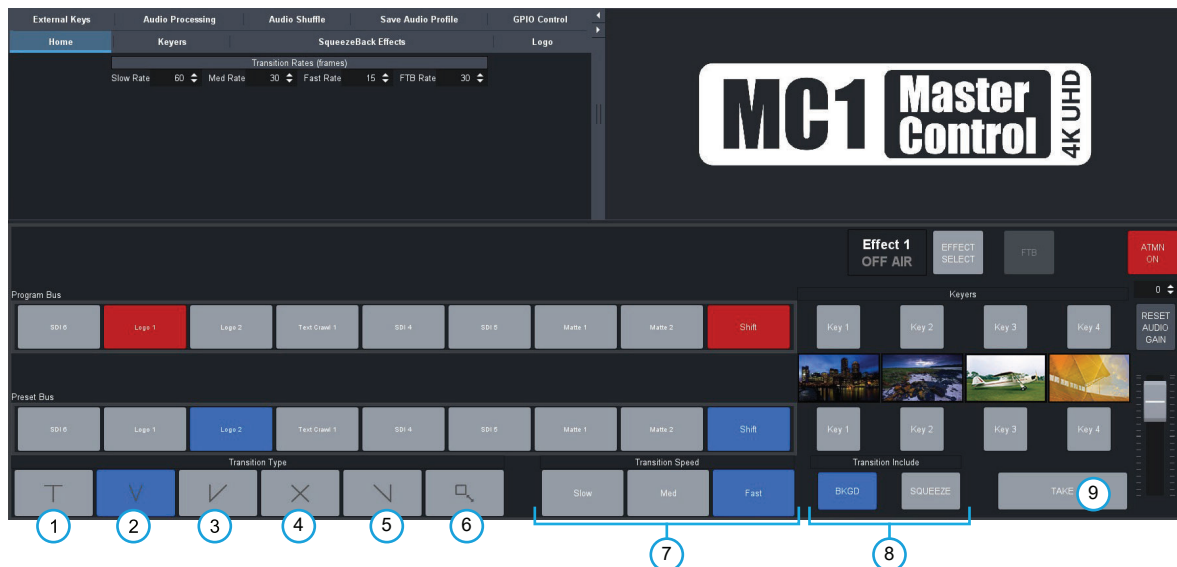 External Keys Audio Processing Audio Shuffle Save Audio Profile GPIO Control
Home Keyers SqueezeBack Effects Logo
Transition Rates (frames)
Slow Rate 60 Med Rate 30 Fast Rate 15 FTB Rate 30
MC1 Master Control 4K UHD
Effect 1
OFF AIR
EFFECT SELECT
FTB
ATMN ON
Program Bus
Keyers
0
SDI 6 Logo 1 Logo 2 Text Crawl 1 SDI 4 SDI 5 Matte 1 Matte 2 Shift
Key 1 Key 2 Key 3 Key 4
RESET AUDIO GAIN
Preset Bus
SDI 6 Logo 1 Logo 2 Text Crawl 1 SDI 4 SDI 5 Matte 1 Matte 2 Shift
Key 1 Key 2 Key 3 Key 4
Transition Type
Transition Speed
Transition Include
Slow Med Fast
BKGD SQUEEZE
TAKE
1 2 3 4 5 6 7 8 9